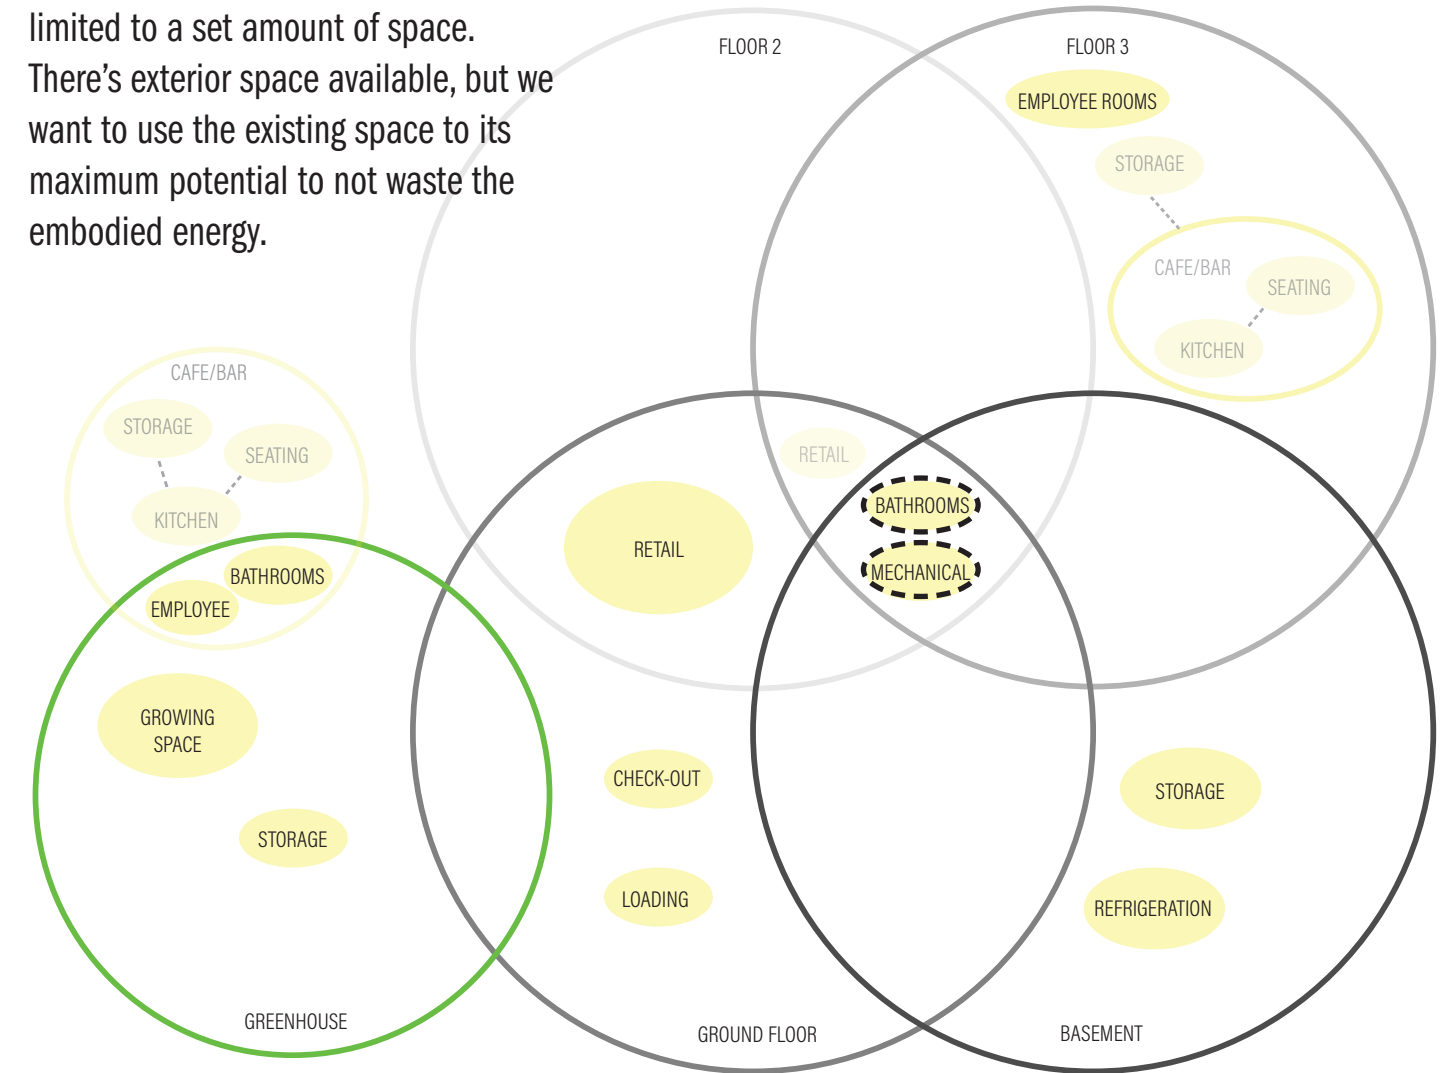 limited to a set amount of space.
There’s exterior space available, but we
want to use the existing space to its
maximum potential to not waste the
embodied energy.
FLOOR 2
FLOOR 3
EMPLOYEE ROOMS
STORAGE
CAFE/BAR
SEATING
KITCHEN
CAFE/BAR
STORAGE
SEATING
KITCHEN
BATHROOMS
EMPLOYEE
GROWING
SPACE
STORAGE
GREENHOUSE
RETAIL
RETAIL
BATHROOMS
MECHANICAL
CHECK-OUT
LOADING
GROUND FLOOR
STORAGE
REFRIGERATION
BASEMENT